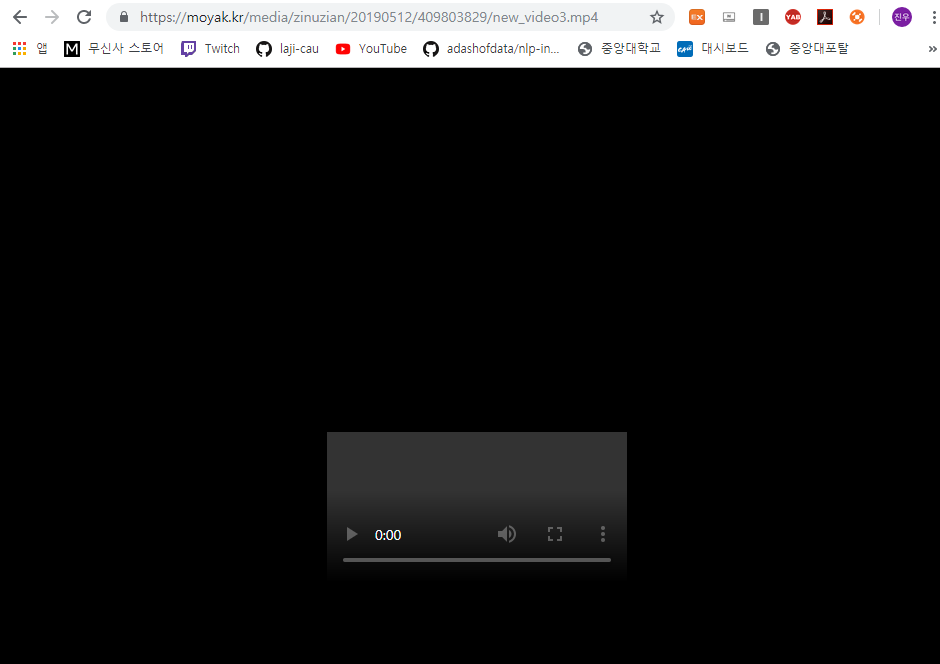 https://moyak.kr/media/zinuzian/20190512/409803829/new_video3.mp4
EX
I
YAB
진우
앱
M 무신사 스토어
Twitch
laji-cau
YouTube
adashofdata/nlp-in...
중앙대학교
대시보드
중앙대포탈
»
0:00